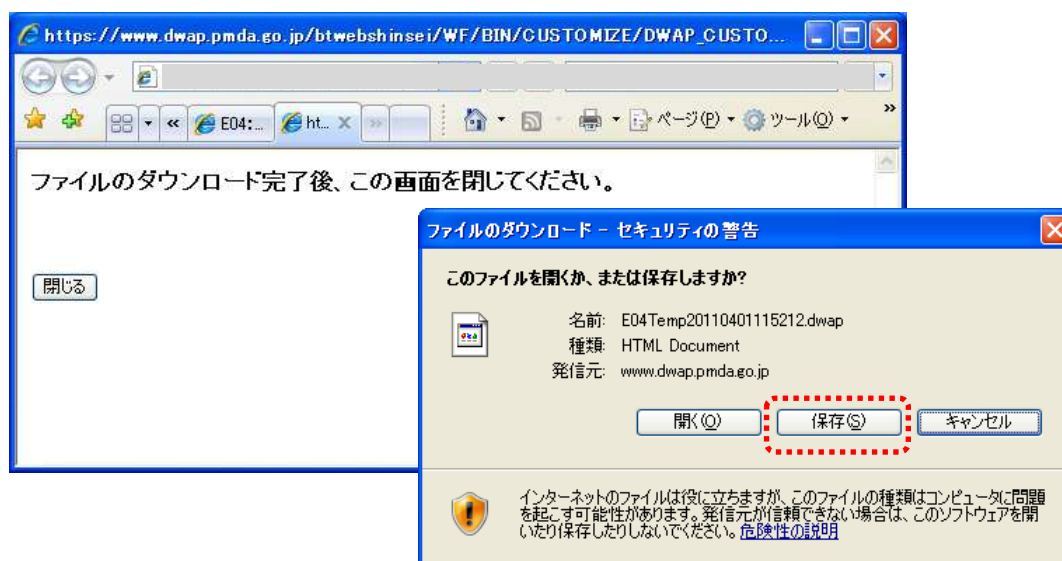 https://www.dwap.pmda.go.jp/btwebshinsei/WF/BIN/CUSTOMIZE/DWAP_CUSTO...
E04:... ht... ページ(P) ツール(O)
ファイルのダウンロード完了後、この画面を閉じてください。
閉じる
ファイルのダウンロード - セキュリティの警告
このファイルを開くか、または保存しますか?
名前: E04Temp20110401115212.dwap
種類: HTML Document
発信元: www.dwap.pmda.go.jp
開く(O) 保存(S) キャンセル
インターネットのファイルは役に立ちますが、このファイルの種類はコンピュータに問題
を起こす可能性があります。発信元が信頼できない場合は、このソフトウェアを開
いたり保存したりしないでください。危険性の説明